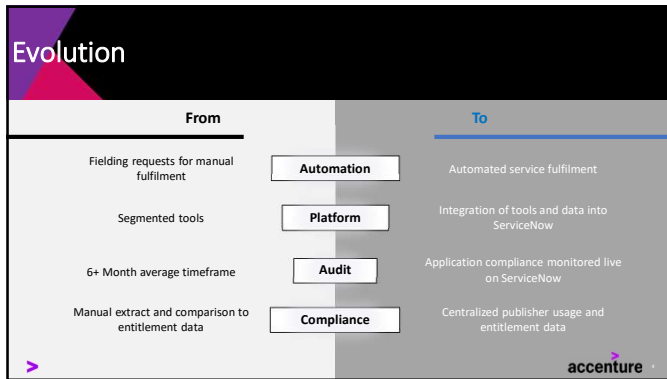 Evolution
From
To
Fielding requests for manual
fulfilment
Automation
Automated service fulfilment
Segmented tools
Platform
Integration of tools and data into
ServiceNow
6+ Month average timeframe
Audit
Application compliance monitored live
on ServiceNow
Manual extract and comparison to
entitlement data
Compliance
Centralized publisher usage and
entitlement data
>
accenture